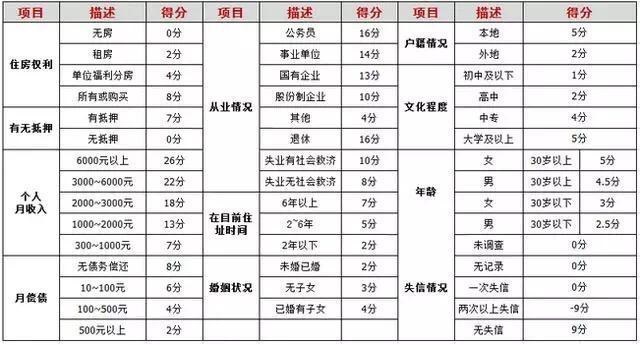 项目 描述 得分 项目 描述 得分 项目 描述 得分
住房权利 无房 0分 从业情况 公务员 16分 户籍情况 本地 5分
租房 2分 事业单位 14分 外地 2分
单位福利分房 4分 国有企业 13分 文化程度 初中及以下 1分
所有或购买 8分 股份制企业 10分 高中 2分
有无抵押 有抵押 7分 其他 4分 中专 4分
无抵押 0分 退休 16分 大学及以上 5分
个人月收入 6000元以上 26分 失业有社会救济 10分 年龄 女 30岁以上 5分
3000~6000元 22分 失业无社会救济 8分 男 30岁以上 4.5分
2000~3000元 18分 在目前住址时间 6年以上 7分 女 30岁以下 3分
1000~2000元 13分 2~6年 5分 男 30岁以下 2.5分
300~1000元 7分 2年以下 2分 失信情况 未调查 0分
月偿债 无债务偿还 8分 婚姻状况 未婚已婚 2分 无记录 0分
10~100元 6分 无子女 3分 一次失信 0分
100~500元 4分 已婚有子女 4分 两次以上失信 -9分
500元以上 2分 无失信 9分